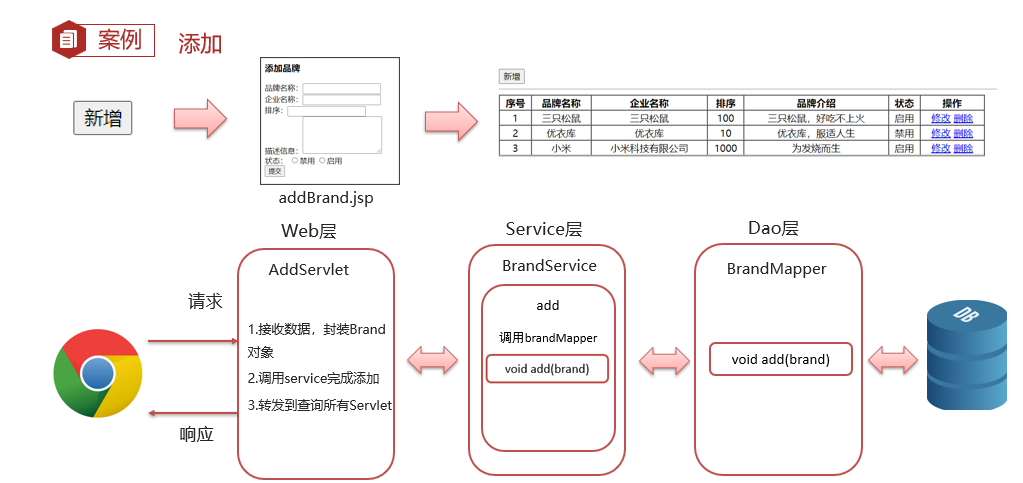 案例
添加
新增
添加品牌
品牌名称：
企业名称：
排序：
描述信息：
状态： 禁用 启用
提交
addBrand.jsp
新增
序号 品牌名称 企业名称 排序 品牌介绍 状态 操作
1 三只松鼠 三只松鼠 100 三只松鼠，好吃不上火 启用 修改 删除
2 优衣库 优衣库 10 优衣库，服适人生 禁用 修改 删除
3 小米 小米科技有限公司 1000 为发烧而生 启用 修改 删除
请求
响应
Web层
AddServlet
1.接收数据，封装Brand
对象
2.调用service完成添加
3.转发到查询所有Servlet
Service层
BrandService
add
调用brandMapper
void add(brand)
Dao层
BrandMapper
void add(brand)
DB